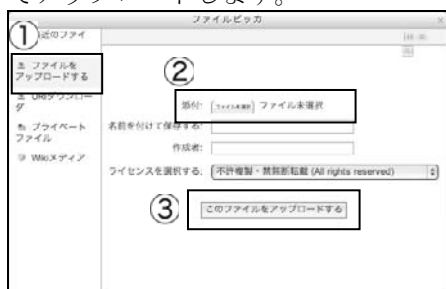 てアップロードします。
ファイルピッカ
①
近のファイ
ファイルを
アップロードする
②
URLダウンロー
ダ
添付: ファイル未選択
プライベート
ファイル
名前を付けて保存する:
作成者:
Wikiメディア
ライセンスを選択する: 不許複製・禁無断転載 (All rights reserved)
③
このファイルをアップロードする